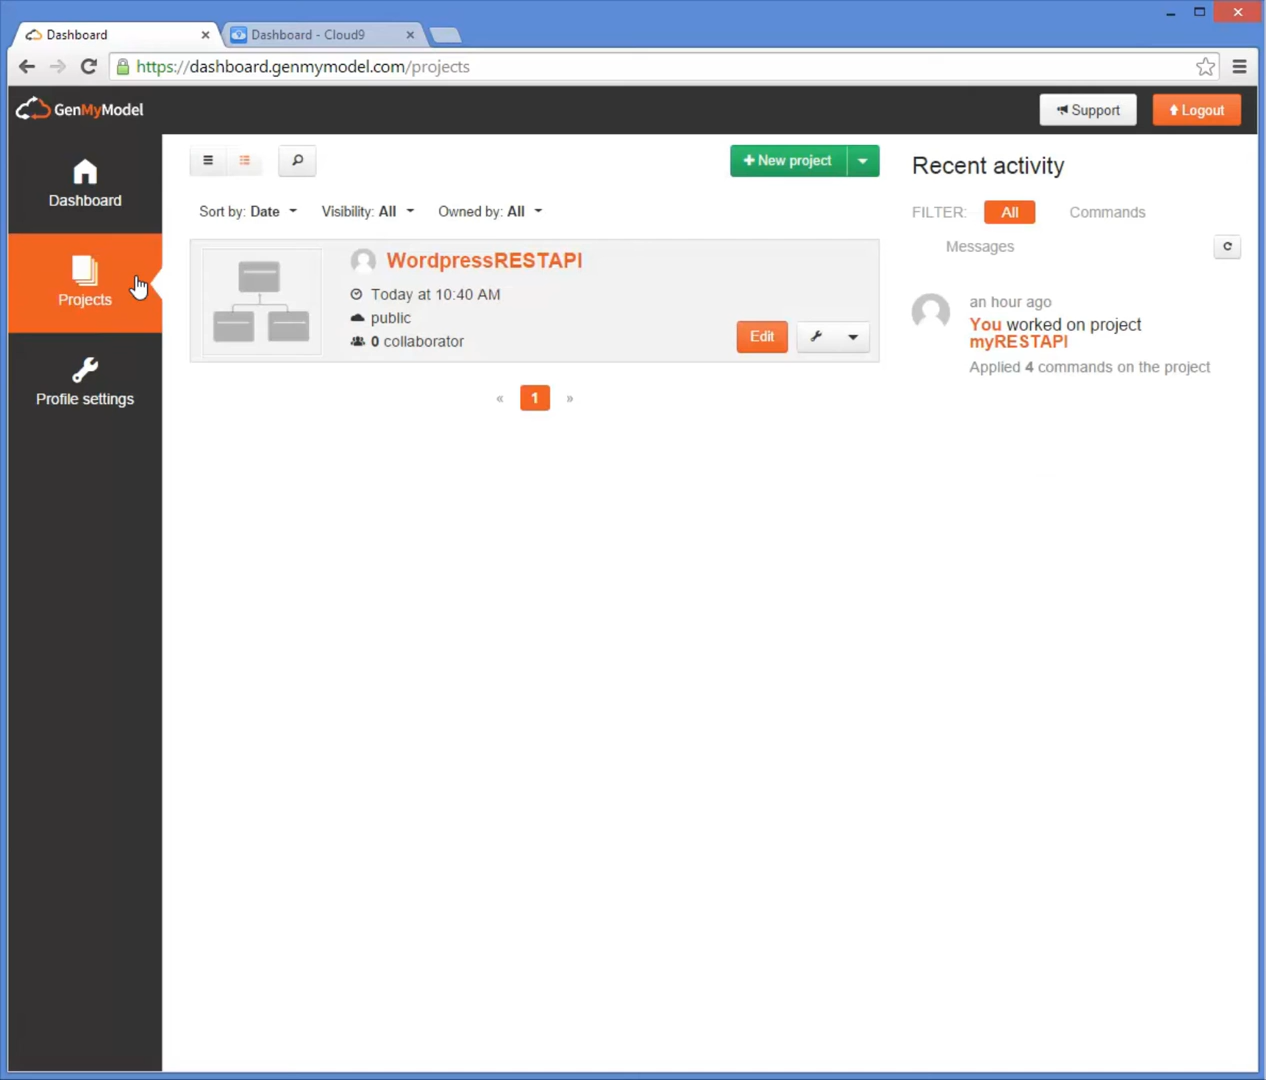 Dashboard
Dashboard - Cloud9
https://dashboard.genmymodel.com/projects
GenMyModel
Support
Logout
Dashboard
Projects
Profile settings
New project
Sort by: Date
Visibility: All
Owned by: All
WordpressRESTAPI
Today at 10:40 AM
public
0 collaborator
Edit
« 1 »
Recent activity
FILTER: All Commands
Messages
an hour ago
You worked on project
myRESTAPI
Applied 4 commands on the project